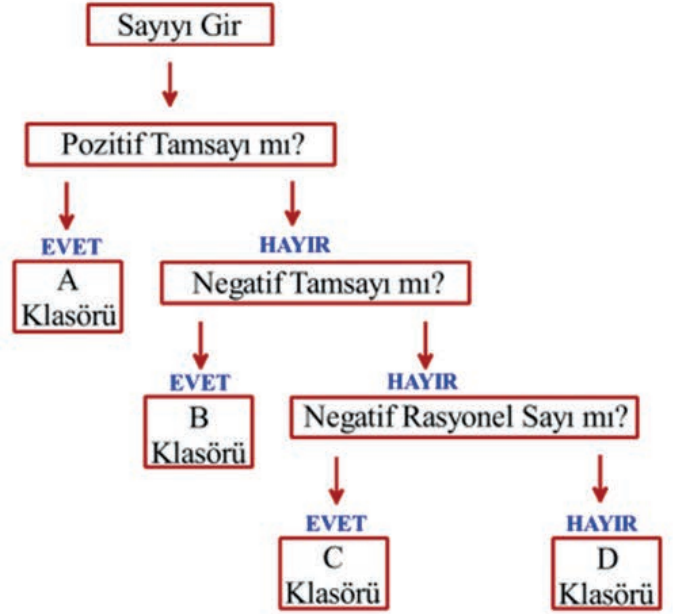 Sayıyı Gir
Pozitif Tamsayı mı?
EVET
HAYIR
A
Klasörü
Negatif Tamsayı mı?
EVET
HAYIR
B
Klasörü
Negatif Rasyonel Sayı mı?
EVET
HAYIR
C
Klasörü
D
Klasörü